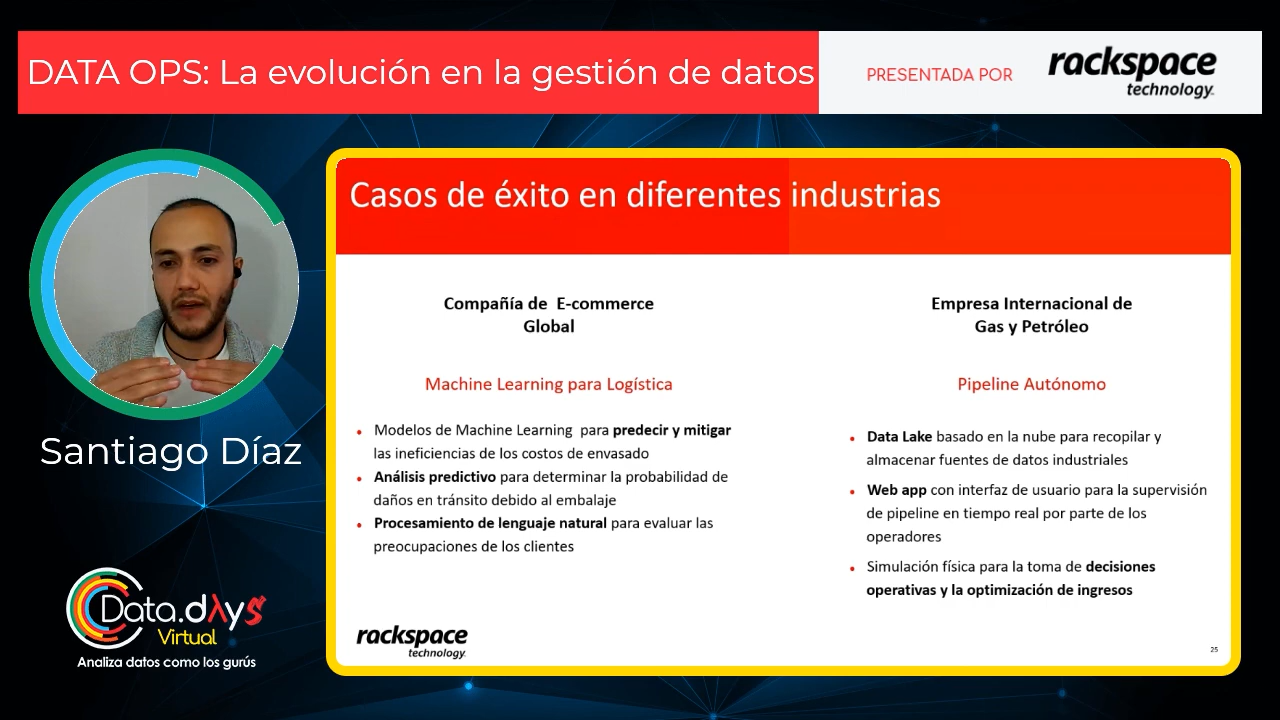 DATA OPS: La evolución en la gestión de datos
PRESENTADA POR
rackspace
technology.
Casos de éxito en diferentes industrias
Compañía de E-commerce
Global
Machine Learning para Logística
Modelos de Machine Learning para predecir y mitigar
las ineficiencias de los costos de envasado
Análisis predictivo para determinar la probabilidad de
daños en tránsito debido al embalaje
Procesamiento de lenguaje natural para evaluar las
preocupaciones de los clientes
Empresa Internacional de
Gas y Petróleo
Pipeline Autónomo
Data Lake basado en la nube para recopilar y
almacenar fuentes de datos industriales
Web app con interfaz de usuario para la supervisión
de pipeline en tiempo real por parte de los
operadores
Simulación física para la toma de decisiones
operativas y la optimización de ingresos
rackspace
technology.
25
Santiago Díaz
Data.dAys
Virtual
Analiza datos como los gurús